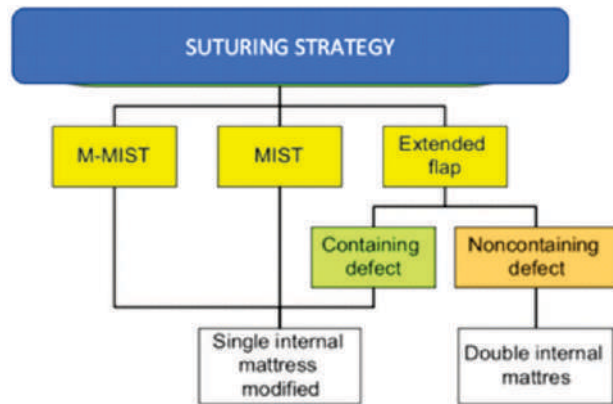 SUTURING STRATEGY
M-MIST
MIST
Extended
flap
Containing
defect
Noncontaining
defect
Single internal
mattress
modified
Double internal
mattres